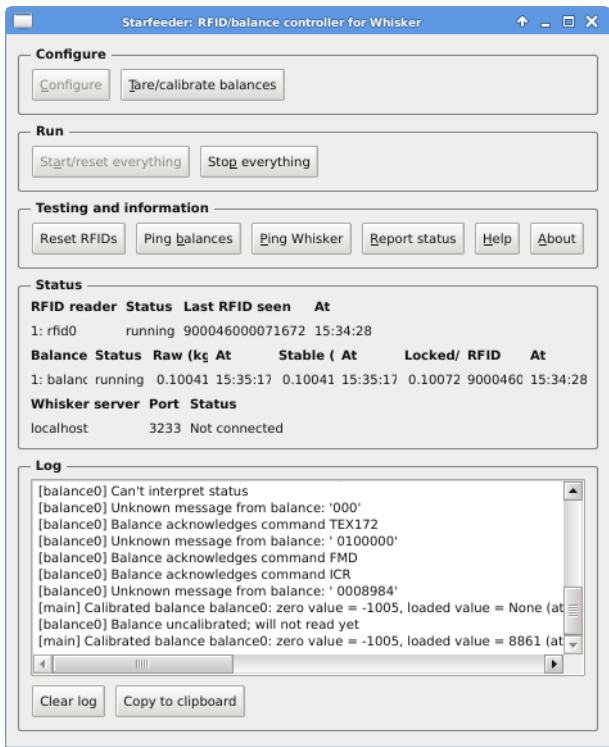 Starfeeder: RFID/balance controller for Whisker
Configure
Configure Tare/calibrate balances
Run
Start/reset everything Stop everything
Testing and information
Reset RFIDs Ping balances Ping Whisker Report status Help About
Status
RFID reader Status Last RFID seen At
1: rfid0 running 900046000071672 15:34:28
Balance Status Raw (kg At Stable ( At Locked/ RFID At
1: balanc running 0.10041 15:35:17 0.10041 15:35:17 0.10072 9000460 15:34:28
Whisker server Port Status
localhost 3233 Not connected
Log
[balance0] Can't interpret status
[balance0] Unknown message from balance: '000'
[balance0] Balance acknowledges command TEX172
[balance0] Unknown message from balance: ' 0100000'
[balance0] Balance acknowledges command FMD
[balance0] Balance acknowledges command ICR
[balance0] Unknown message from balance: ' 0008984'
[main] Calibrated balance balance0: zero value = -1005, loaded value = None (at
[balance0] Balance uncalibrated; will not read yet
[main] Calibrated balance balance0: zero value = -1005, loaded value = 8861 (at
Clear log Copy to clipboard